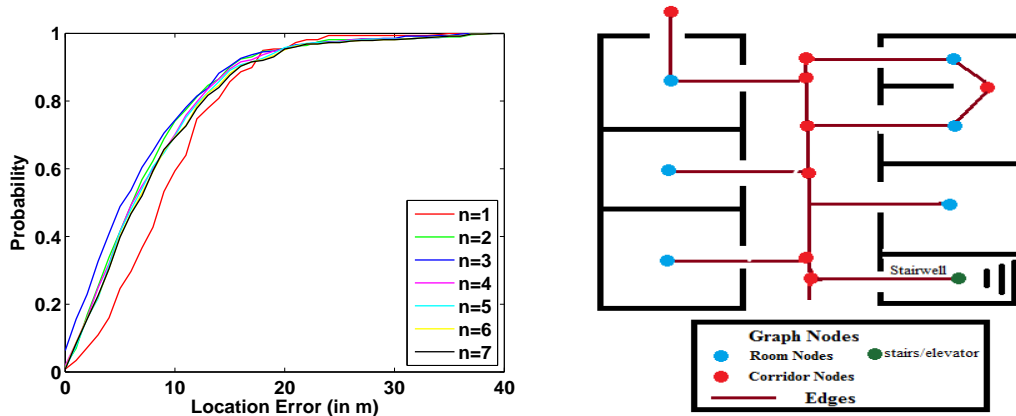 1
0.8
0.6
0.4
0.2
0
Probability
0
10
20
30
40
Location Error (in m)
n=1
n=2
n=3
n=4
n=5
n=6
n=7
Stairwell
Graph Nodes
Room Nodes
stairs/elevator
Corridor Nodes
Edges